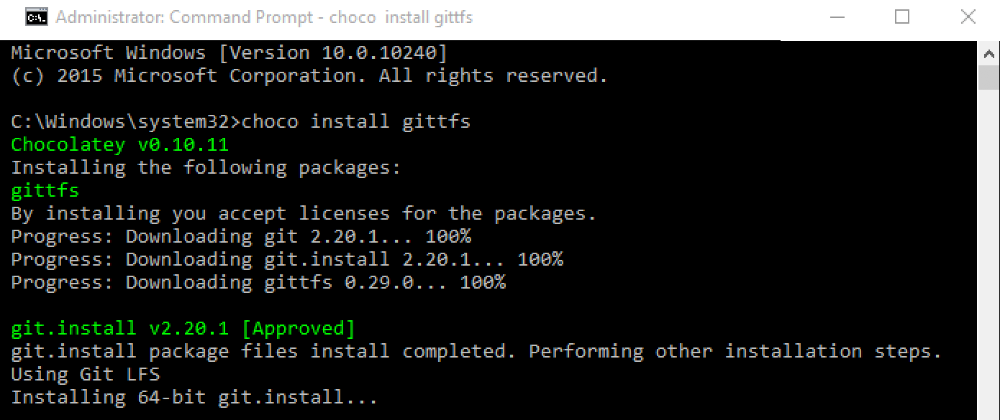 Administrator: Command Prompt - choco  install gittfs
Microsoft Windows [Version 10.0.10240]
(c) 2015 Microsoft Corporation. All rights reserved.
C:\Windows\system32>choco install gittfs
Chocolatey v0.10.11
Installing the following packages:
gittfs
By installing you accept licenses for the packages.
Progress: Downloading git 2.20.1... 100%
Progress: Downloading git.install 2.20.1... 100%
Progress: Downloading gittfs 0.29.0... 100%
git.install v2.20.1 [Approved]
git.install package files install completed. Performing other installation steps.
Using Git LFS
Installing 64-bit git.install...